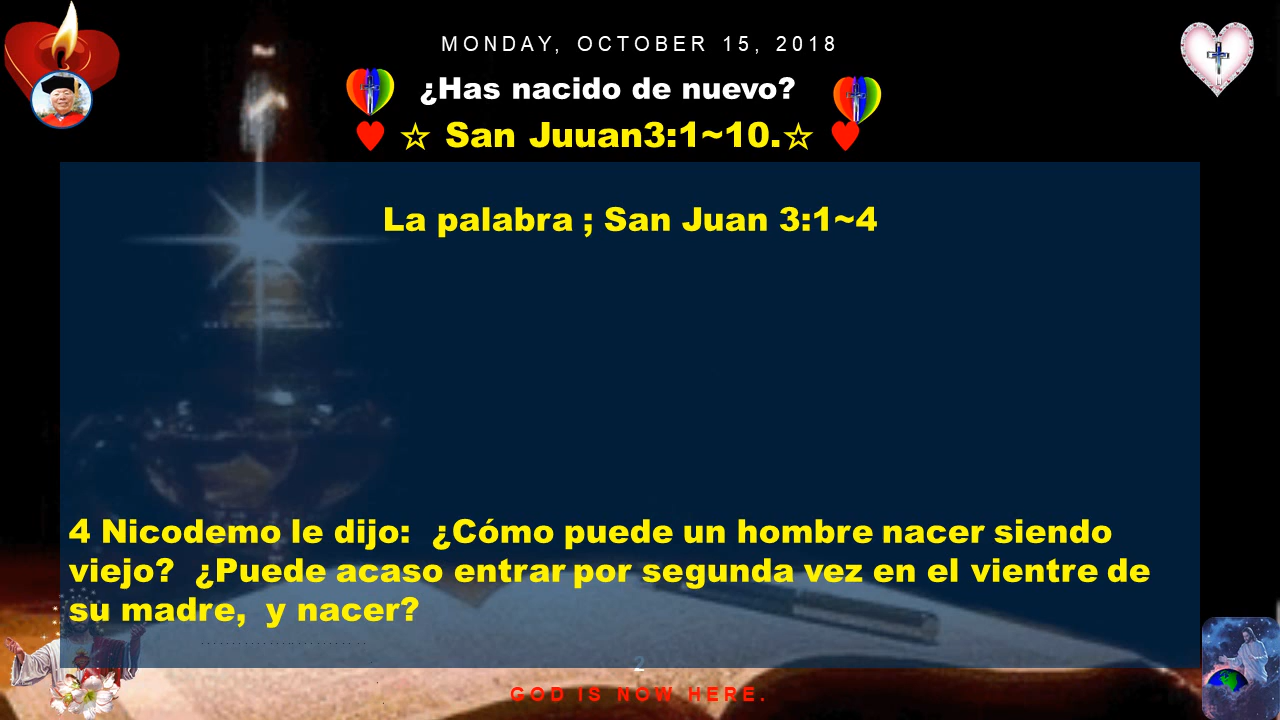 MONDAY, OCTOBER 15, 2018
¿Has nacido de nuevo?
♥ ☆ San Juuan3:1~10.☆ ♥
La palabra ; San Juan 3:1~4
4 Nicodemo le dijo: ¿Cómo puede un hombre nacer siendo
viejo? ¿Puede acaso entrar por segunda vez en el vientre de
su madre, y nacer?
2
GOD IS NOW HERE.